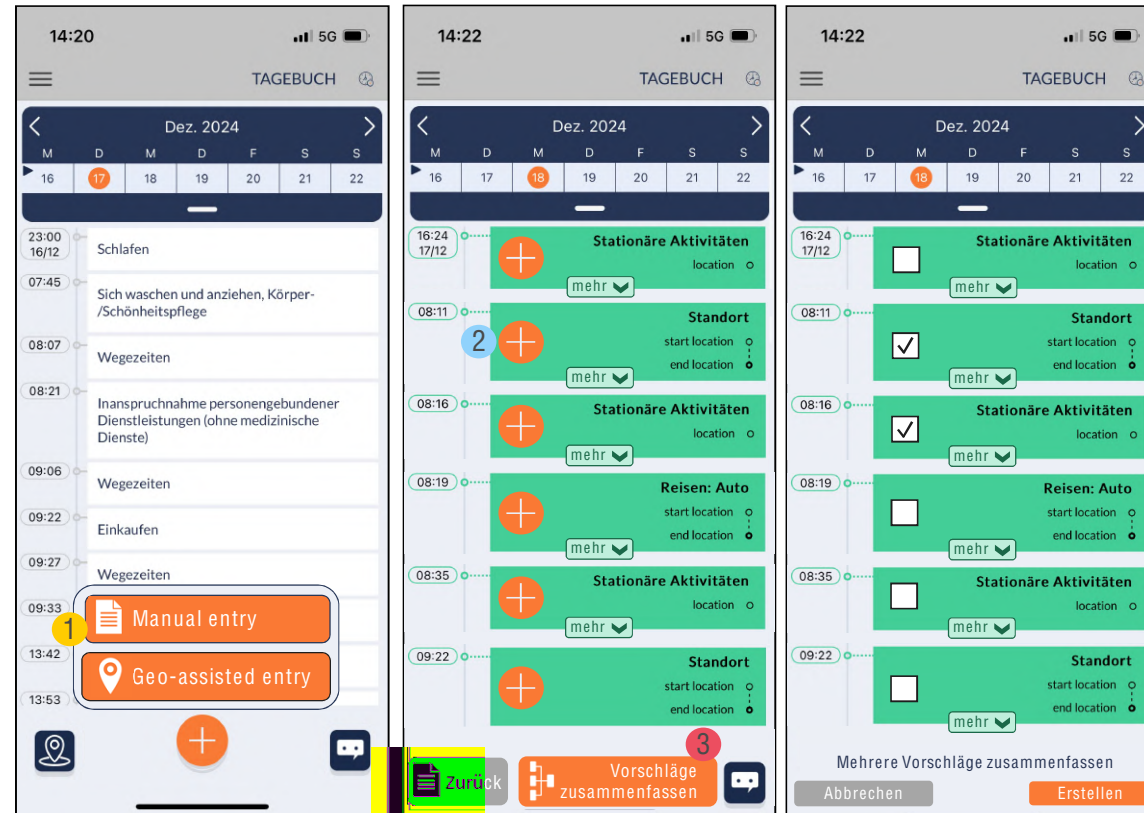 14:20
5G
TAGEBUCH
Dez. 2024
M D M D F S S
16 17 18 19 20 21 22
23:00
16/12
Schlafen
07:45
Sich waschen und anziehen, Körper-
/Schönheitspflege
08:07
Wegezeiten
08:21
Inanspruchnahme personengebundener
Dienstleistungen (ohne medizinische
Dienste)
09:06
Wegezeiten
09:22
Einkaufen
09:27
Wegezeiten
09:33
1
Manual entry
13:42
Geo-assisted entry
13:53
14:22
5G
TAGEBUCH
Dez. 2024
M D M D F S S
16 17 18 19 20 21 22
16:24
17/12
Stationäre Aktivitäten
location
mehr
08:11
Standort
2
start location
end location
mehr
08:16
Stationäre Aktivitäten
location
mehr
08:19
Reisen: Auto
start location
end location
mehr
08:35
Stationäre Aktivitäten
location
mehr
09:22
Standort
start location
end location
3
Zurück
Vorschläge
zusammenfassen
14:22
5G
TAGEBUCH
Dez. 2024
M D M D F S S
16 17 18 19 20 21 22
16:24
17/12
Stationäre Aktivitäten
location
mehr
08:11
Standort
start location
end location
mehr
08:16
Stationäre Aktivitäten
location
mehr
08:19
Reisen: Auto
start location
end location
mehr
08:35
Stationäre Aktivitäten
location
mehr
09:22
Standort
start location
end location
mehr
Mehrere Vorschläge zusammenfassen
Abbrechen
Erstellen